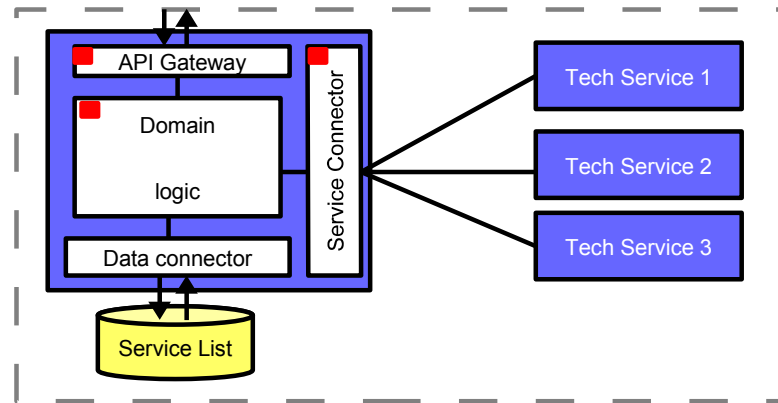 API Gateway
Domain
logic
Service Connector
Data connector
Service List
Tech Service 1
Tech Service 2
Tech Service 3